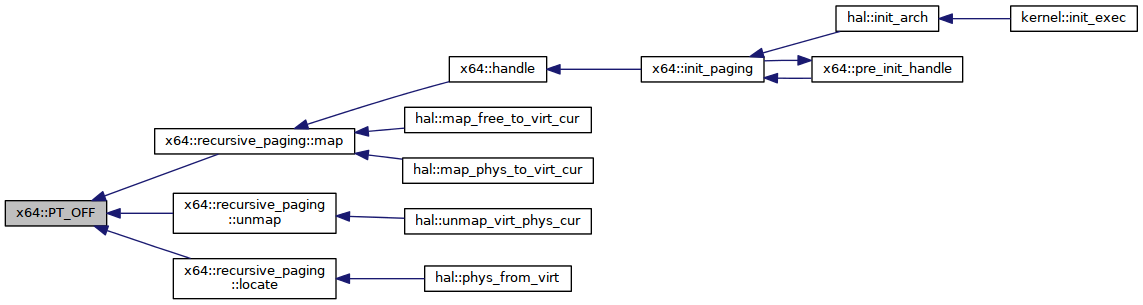 hal::init_arch
kernel::init_exec
x64::handle
x64::init_paging
x64::pre_init_handle
hal::map_free_to_virt_cur
x64::recursive_paging::map
hal::map_phys_to_virt_cur
x64::PT_OFF
x64::recursive_paging
::unmap
hal::unmap_virt_phys_cur
x64::recursive_paging
::locate
hal::phys_from_virt